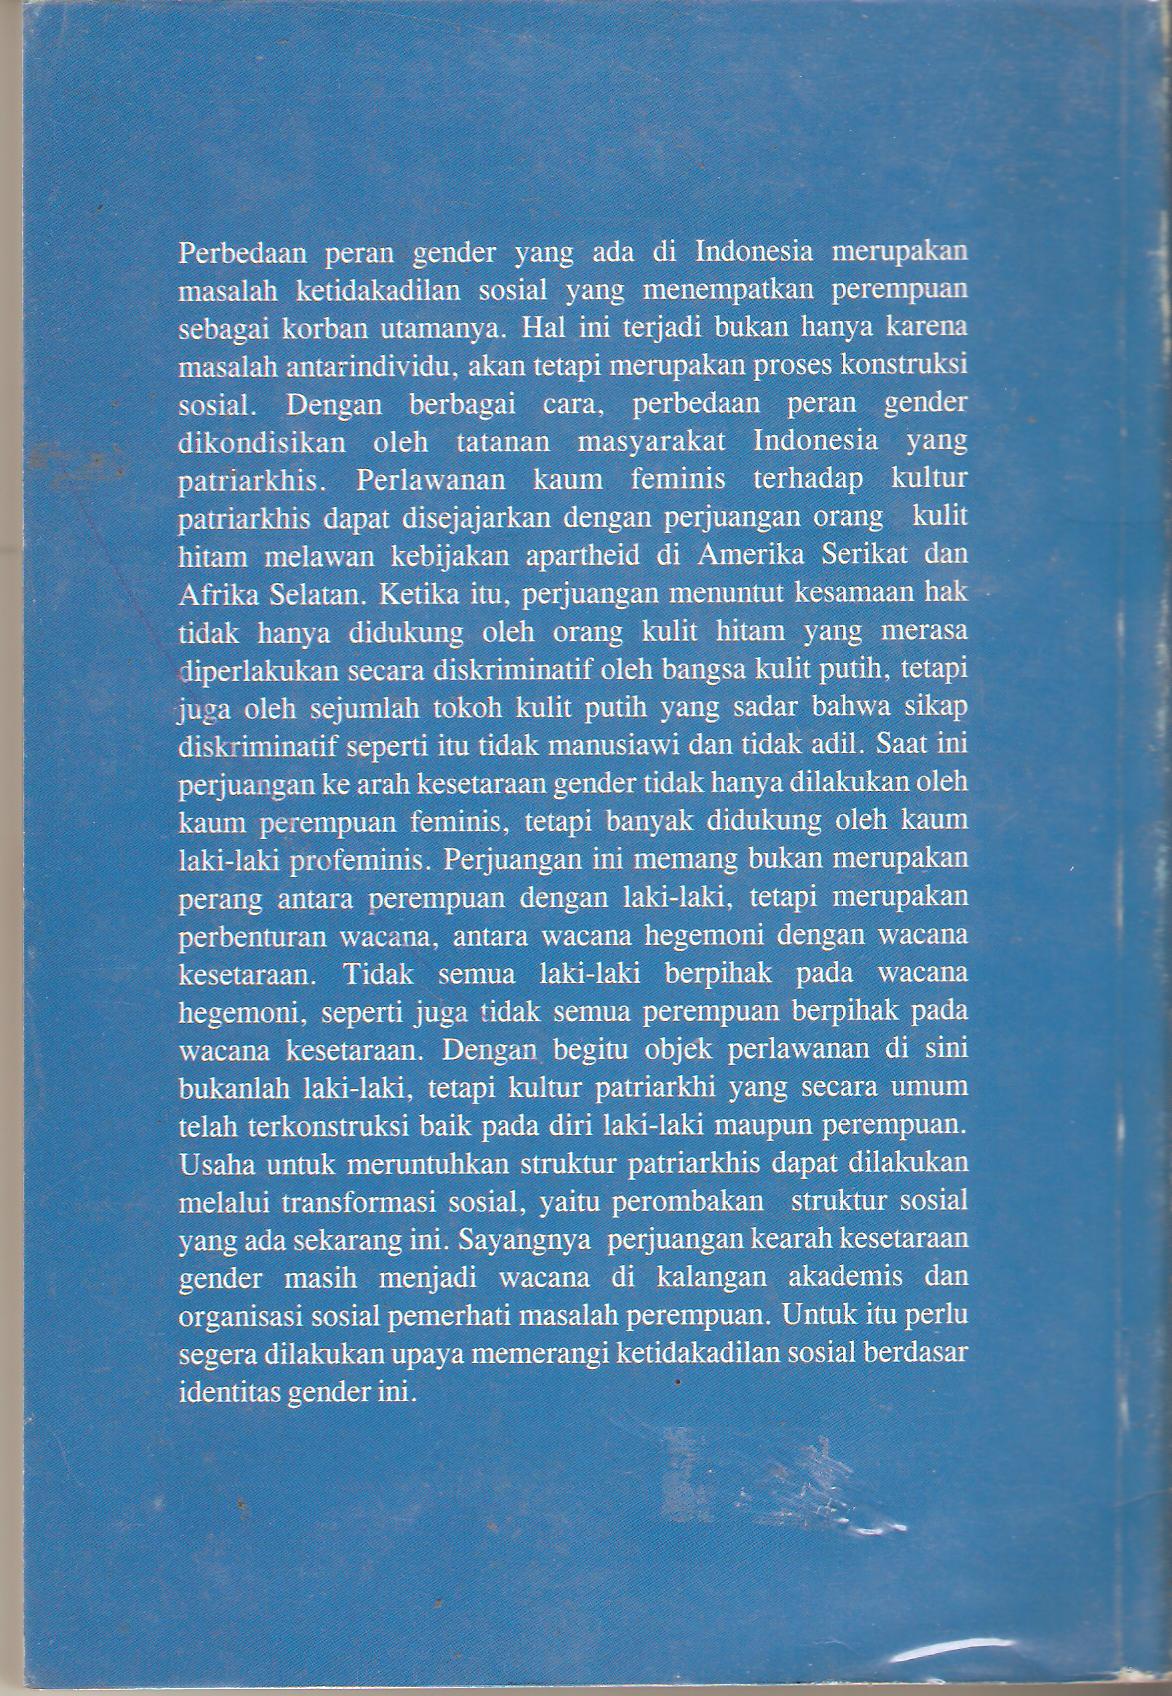 Perbedaan peran gender yang ada di Indonesia merupakan
masalah ketidakadilan sosial yang menempatkan perempuan
sebagai korban utamanya. Hal ini terjadi bukan hanya karena
masalah antarindividu, akan tetapi merupakan proses konstruksi
sosial. Dengan berbagai cara, perbedaan peran gender
dikondisikan oleh tatanan masyarakat Indonesia yang
patriarkhis. Perlawanan kaum feminis terhadap kultur
patriarkhis dapat disejajarkan dengan perjuangan orang kulit
hitam melawan kebijakan apartheid di Amerika Serikat dan
Afrika Selatan. Ketika itu, perjuangan menuntut kesamaan hak
tidak hanya didukung oleh orang kulit hitam yang merasa
diperlakukan secara diskriminatif oleh bangsa kulit putih, tetapi
juga oleh sejumlah tokoh kulit putih yang sadar bahwa sikap
diskriminatif seperti itu tidak manusiawi dan tidak adil. Saat ini
perjuangan ke arah kesetaraan gender tidak hanya dilakukan oleh
kaum perempuan feminis, tetapi banyak didukung oleh kaum
laki-laki profeminis. Perjuangan ini memang bukan merupakan
perang antara perempuan dengan laki-laki, tetapi merupakan
perbenturan wacana, antara wacana hegemoni dengan wacana
kesetaraan. Tidak semua laki-laki berpihak pada wacana
hegemoni, seperti juga tidak semua perempuan berpihak pada
wacana kesetaraan. Dengan begitu objek perlawanan di sini
bukanlah laki-laki, tetapi kultur patriarkhi yang secara umum
telah terkonstruksi baik pada diri laki-laki maupun perempuan.
Usaha untuk meruntuhkan struktur patriarkhis dapat dilakukan
melalui transformasi sosial, yaitu perombakan struktur sosial
yang ada sekarang ini. Sayangnya perjuangan kearah kesetaraan
gender masih menjadi wacana di kalangan akademis dan
organisasi sosial pemerhati masalah perempuan. Untuk itu perlu
segera dilakukan upaya memerangi ketidakadilan sosial berdasar
identitas gender ini.